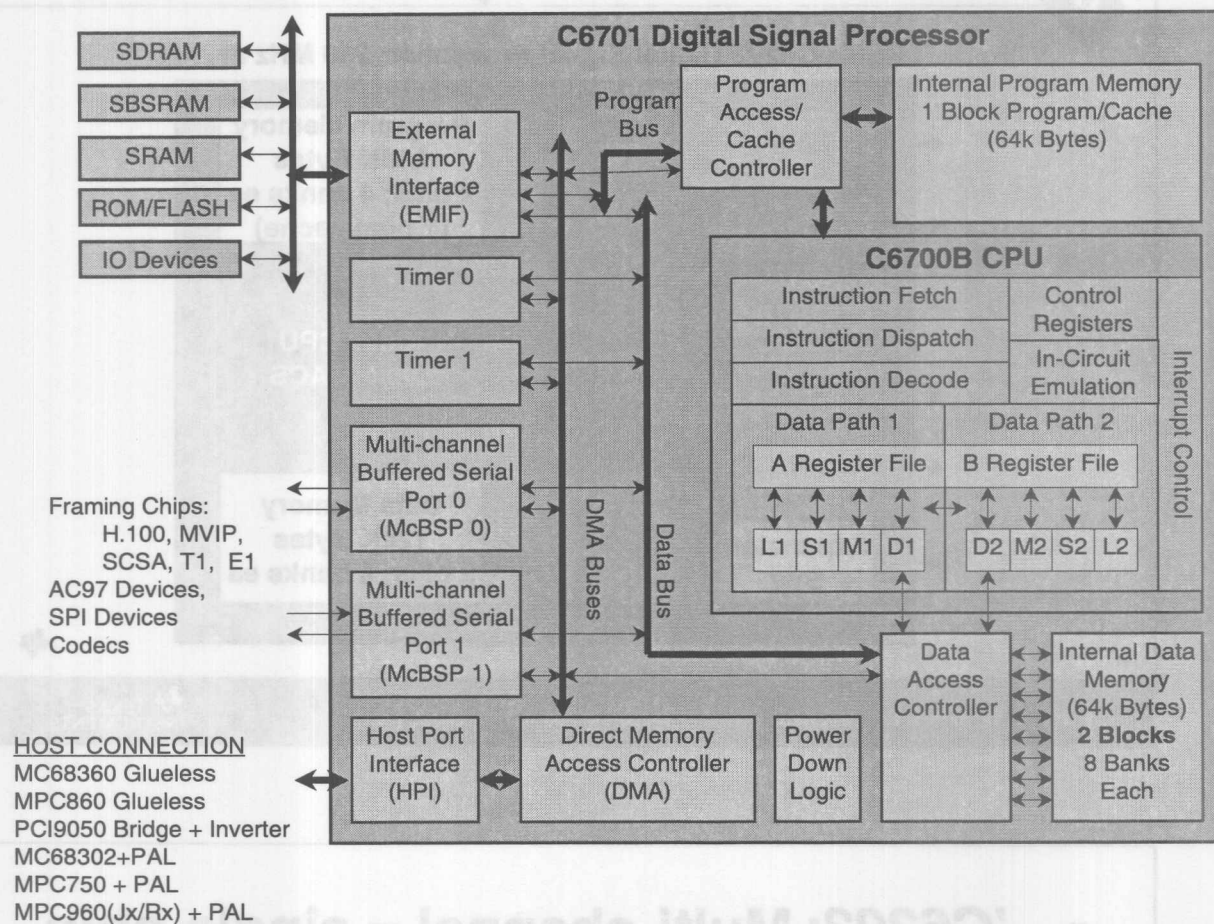 C6701 Digital Signal Processor
SDRAM
SBSRAM
SRAM
ROM/FLASH
IO Devices
External
Memory
Interface
(EMIF)
Timer 0
Timer 1
Multi-channel
Buffered Serial
Port 0
(McBSP 0)
Multi-channel
Buffered Serial
Port 1
(McBSP 1)
Host Port
Interface
(HPI)
Direct Memory
Access Controller
(DMA)
Power
Down
Logic
Program
Bus
DMA Buses
Data Bus
Program
Access/
Cache
Controller
Internal Program Memory
1 Block Program/Cache
(64k Bytes)
C6700B CPU
Instruction Fetch
Instruction Dispatch
Instruction Decode
Control
Registers
In-Circuit
Emulation
Interrupt Control
Data Path 1
Data Path 2
A Register File
B Register File
L1 S1 M1 D1
D2 M2 S2 L2
Data
Access
Controller
Internal Data
Memory
(64k Bytes)
2 Blocks
8 Banks
Each
Framing Chips:
H.100, MVIP,
SCSA, T1, E1
AC97 Devices,
SPI Devices
Codecs
HOST CONNECTION
MC68360 Glueless
MPC860 Glueless
PCI9050 Bridge + Inverter
MC68302+PAL
MPC750 + PAL
MPC960(Jx/Rx) + PAL